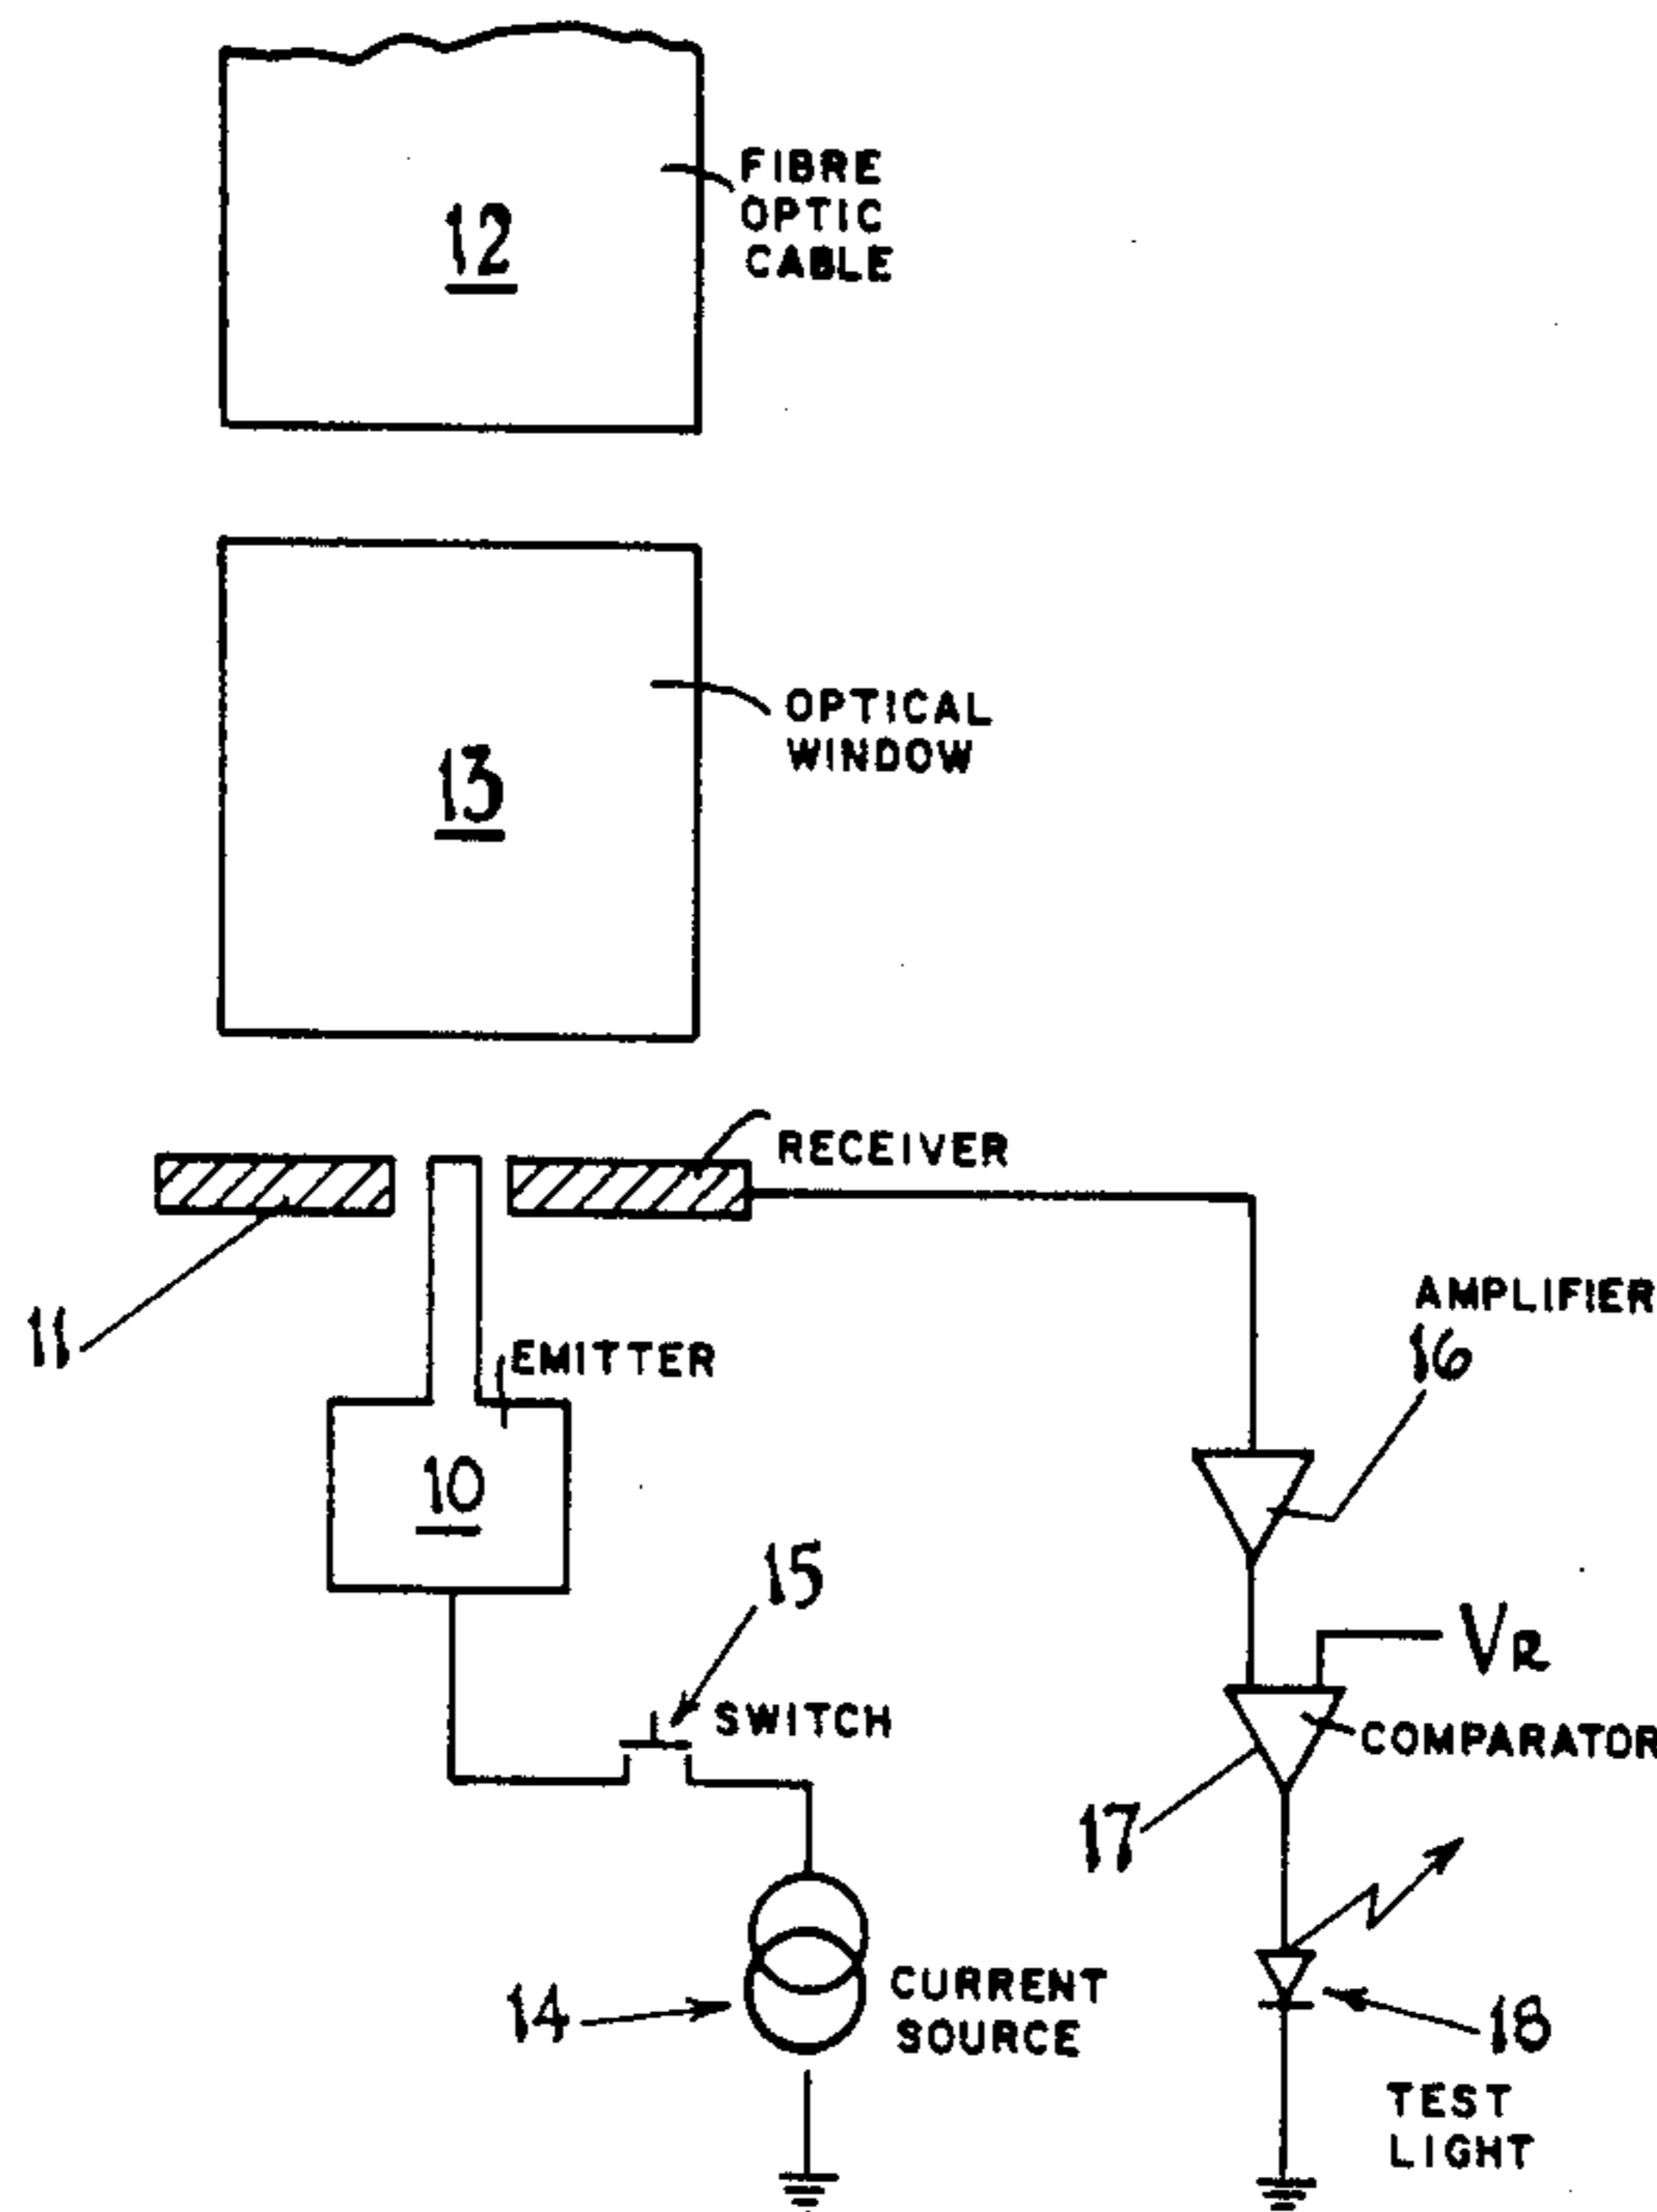 FIBRE
OPTIC
CABLE
12
OPTICAL
WINDOW
13
RECEIVER
11
EMITTER
AMPLIFIER
16
10
15
VR
SWITCH
COMPARATOR
17
14
CURRENT
SOURCE
18
TEST
LIGHT